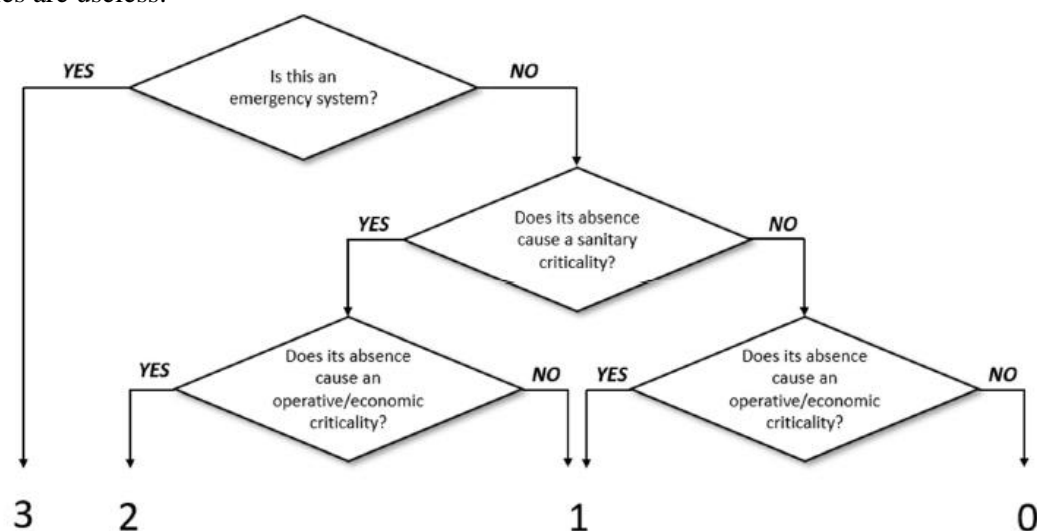 are useless.
YES
Is this an
emergency system?
NO
YES
Does its absence
cause a sanitary
criticality?
NO
YES
Does its absence
cause an
operative/economic
criticality?
NO
YES
Does its absence
cause an
operative/economic
criticality?
NO
3
2
1
0